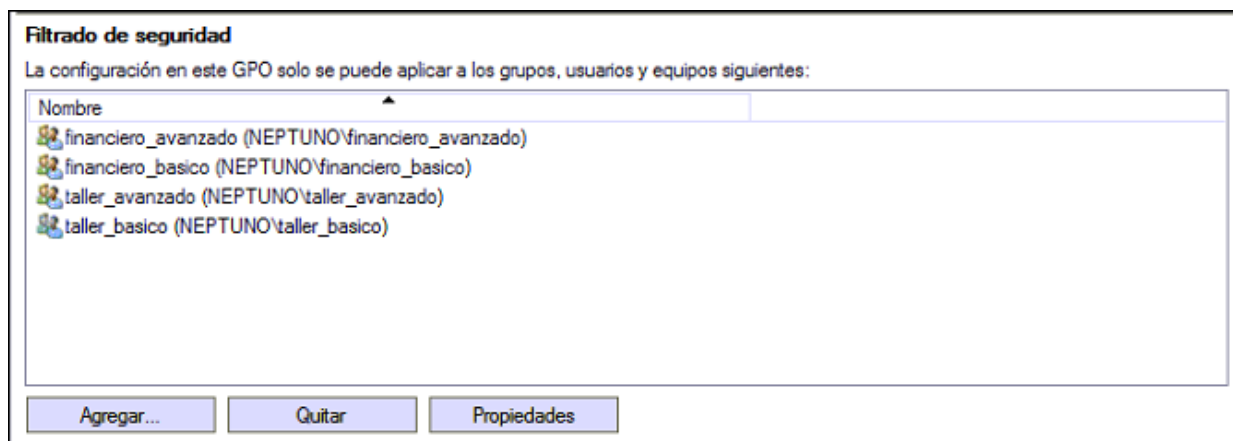 Filtrado de seguridad
La configuración en este GPO solo se puede aplicar a los grupos, usuarios y equipos siguientes:
Nombre
financiero_avanzado (NEPTUNO\financiero_avanzado)
financiero_basico (NEPTUNO\financiero_basico)
taller_avanzado (NEPTUNO\taller_avanzado)
taller_basico (NEPTUNO\taller_basico)
Agregar... Quitar Propiedades